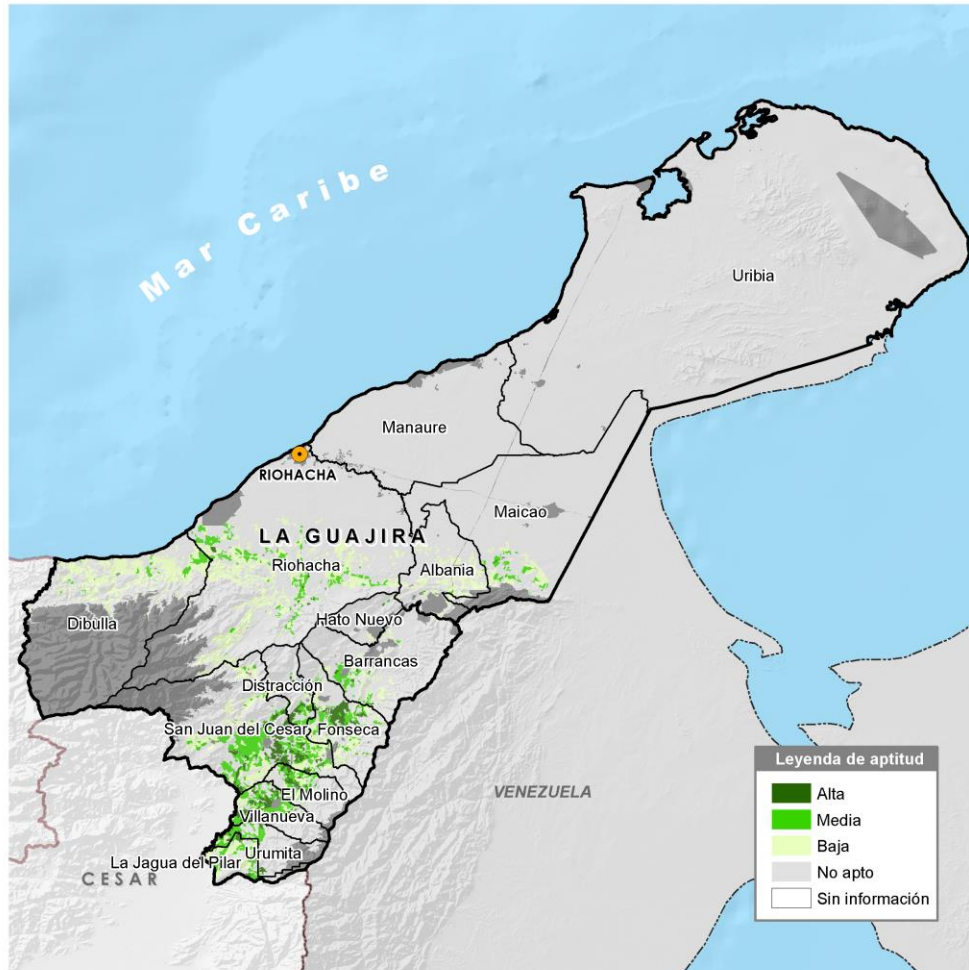 Mar Caribe
Uribia
Manaure
RIOHACHA
Maicao
LA GUAJIRA
Riohacha
Albania
Dibulla
Hato Nuevo
Barrancas
Distracción
San Juan del Cesar
Fonseca
El Molino
Villanueva
Urumita
La Jagua del Pilar
CESAR
VENEZUELA
Leyenda de aptitud
Alta
Media
Baja
No apto
Sin información